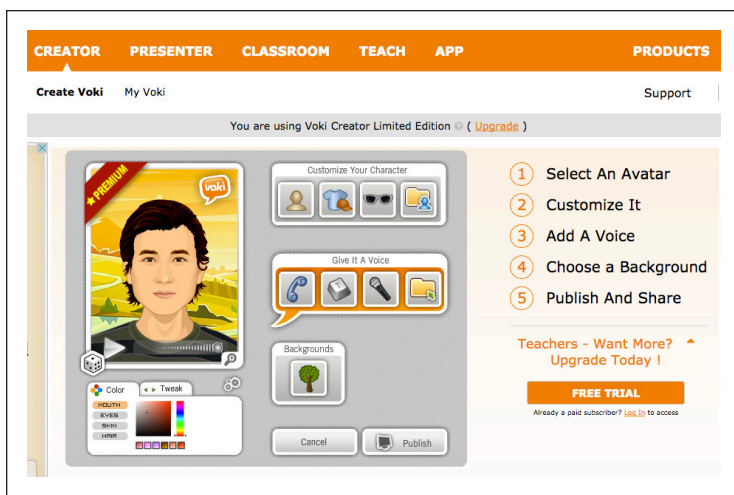 CREATOR PRESENTER CLASSROOM TEACH APP PRODUCTS
Create Voki My Voki Support
You are using Voki Creator Limited Edition ( Upgrade )
PREMIUM
voki
Customize Your Character
Give It A Voice
Backgrounds
Color Tweak
MOUTH
EYES
SKIN
HAIR
Cancel Publish
1 Select An Avatar
2 Customize It
3 Add A Voice
4 Choose a Background
5 Publish And Share
Teachers - Want More?
Upgrade Today !
FREE TRIAL
Already a paid subscriber? Log In to access